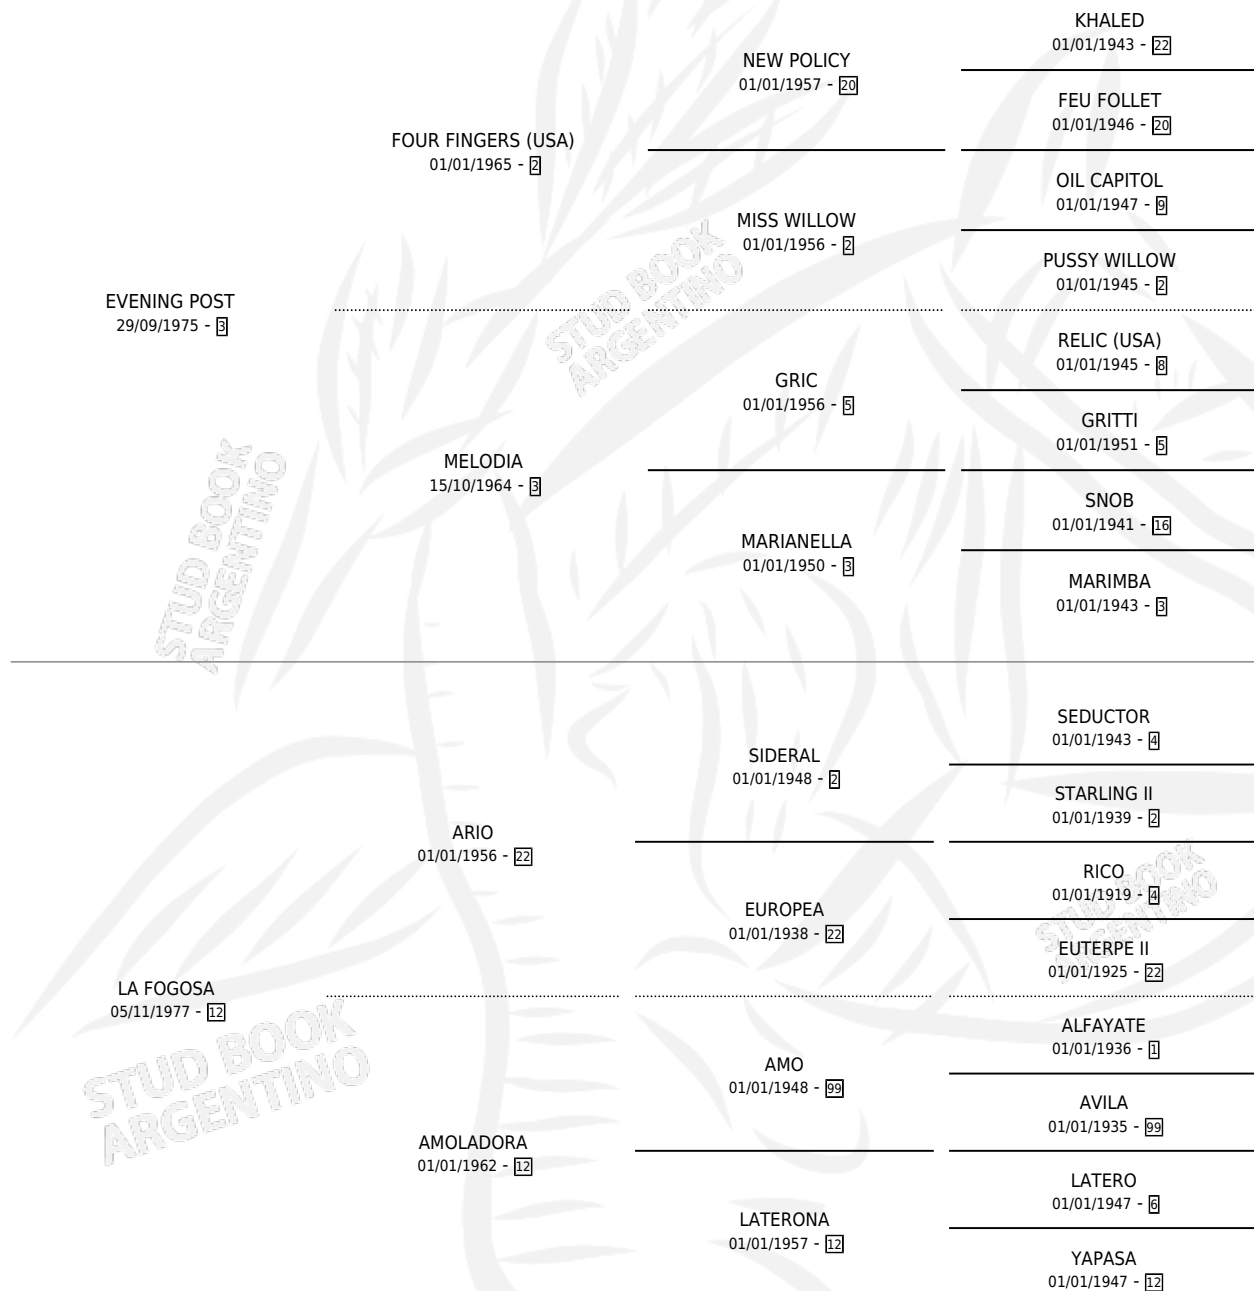 KHALED
01/01/1943 - 22
NEW POLICY
01/01/1957 - 20
FEU FOLLET
01/01/1946 - 20
FOUR FINGERS (USA)
01/01/1965 - 2
OIL CAPITOL
01/01/1947 - 9
MISS WILLOW
01/01/1956 - 2
PUSSY WILLOW
01/01/1945 - 2
EVENING POST
29/09/1975 - 3
STUD BOOK
ARGENTINO
RELIC (USA)
01/01/1945 - 8
GRIC
01/01/1956 - 5
GRITTI
01/01/1951 - 5
MELODIA
15/10/1964 - 3
SNOB
01/01/1941 - 16
MARIANELLA
01/01/1950 - 3
MARIMBA
01/01/1943 - 3
STUD BOOK
ARGENTINO
SEDUCTOR
01/01/1943 - 4
SIDERAL
01/01/1948 - 2
STARLING II
01/01/1939 - 2
ARIO
01/01/1956 - 22
RICO
01/01/1919 - 4
EUROPEA
01/01/1938 - 22
STUD BOOK
ARGENTINO
EUTERPE II
01/01/1925 - 22
LA FOGOSA
05/11/1977 - 12
STUD BOOK
ARGENTINO
ALFAYATE
01/01/1936 - 1
AMO
01/01/1948 - 99
AVILA
01/01/1935 - 99
AMOLADORA
01/01/1962 - 12
LATERO
01/01/1947 - 6
LATERONA
01/01/1957 - 12
YAPASA
01/01/1947 - 12